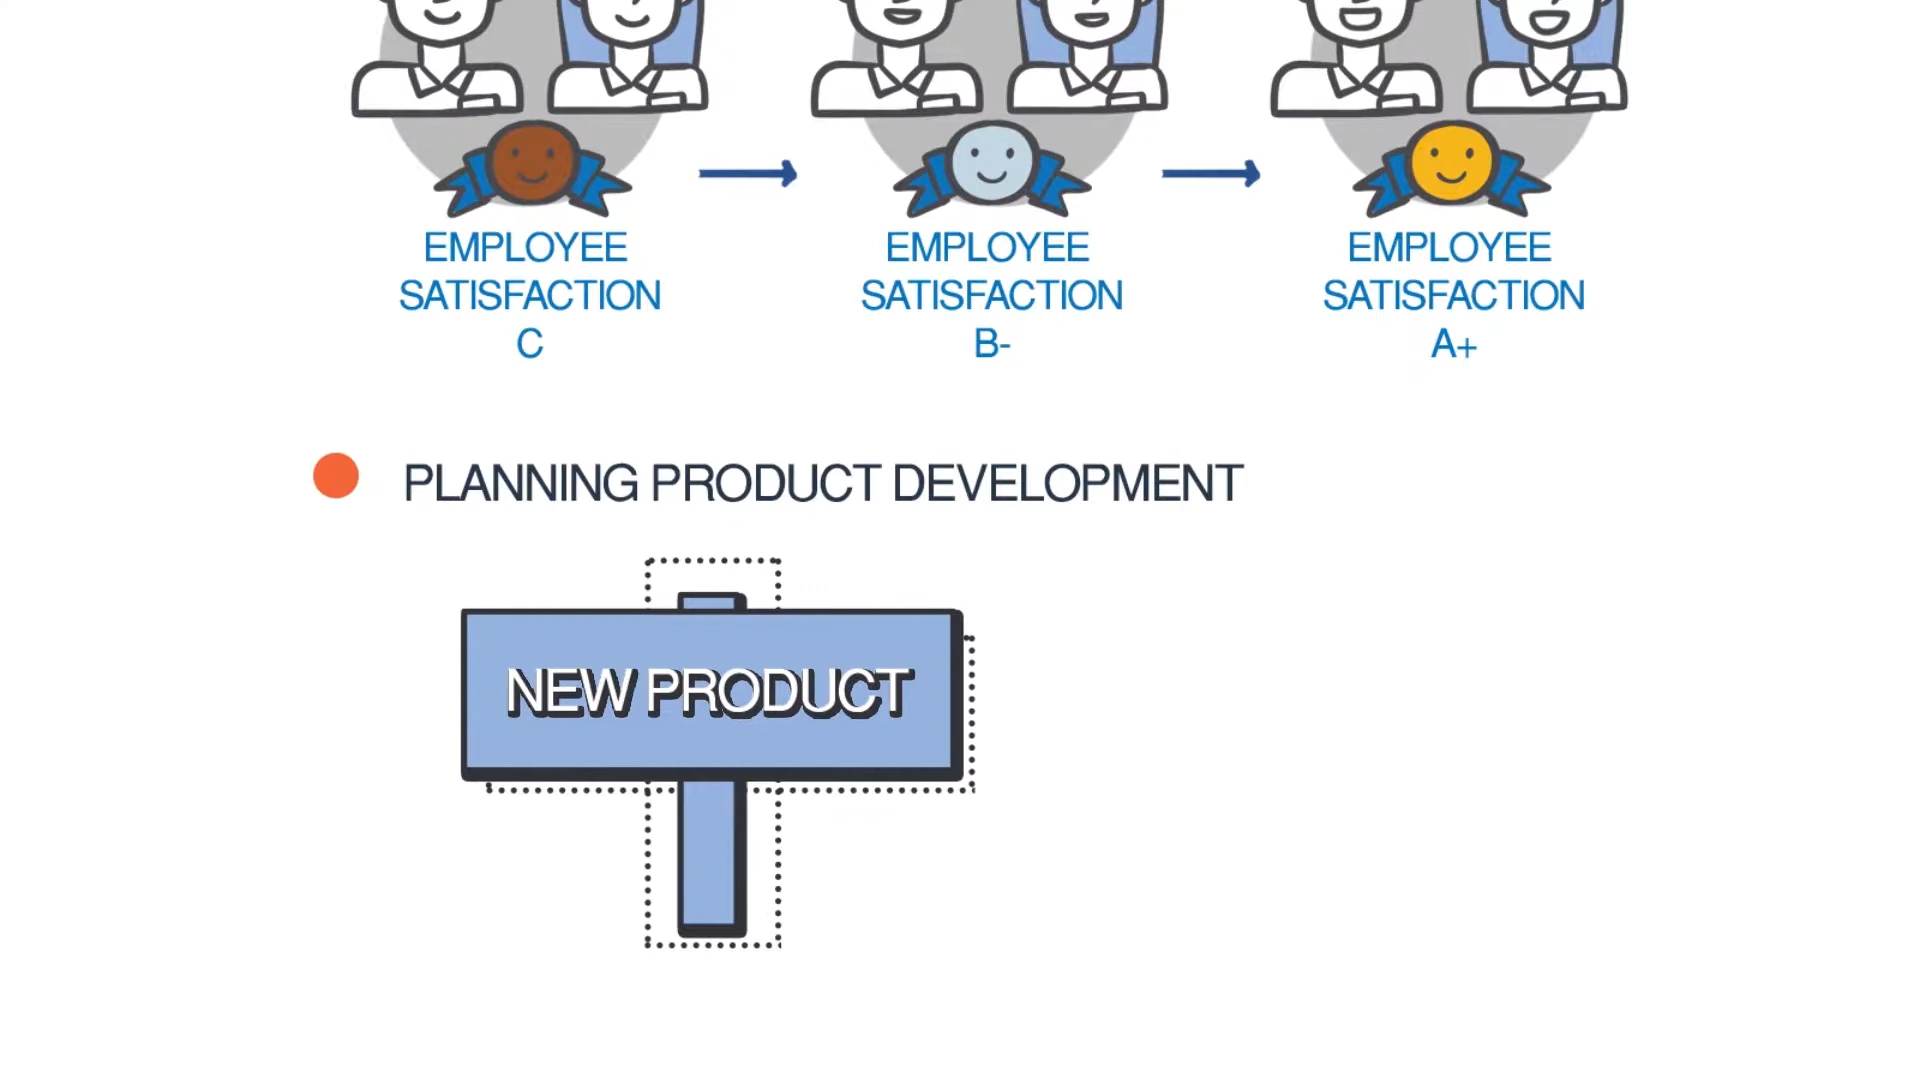 EMPLOYEE
SATISFACTION
C
EMPLOYEE
SATISFACTION
B-
EMPLOYEE
SATISFACTION
A+
PLANNING PRODUCT DEVELOPMENT
NEW PRODUCT